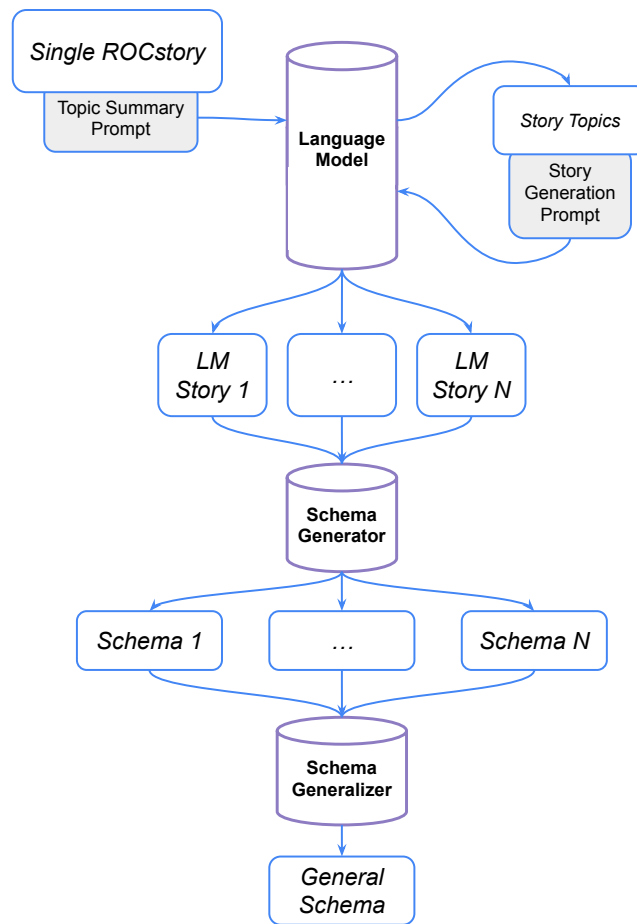 Single ROCstory
Topic Summary
Prompt
Language
Model
Story Topics
Story
Generation
Prompt
LM
Story 1
...
LM
Story N
Schema
Generator
Schema 1
...
Schema N
Schema
Generalizer
General
Schema